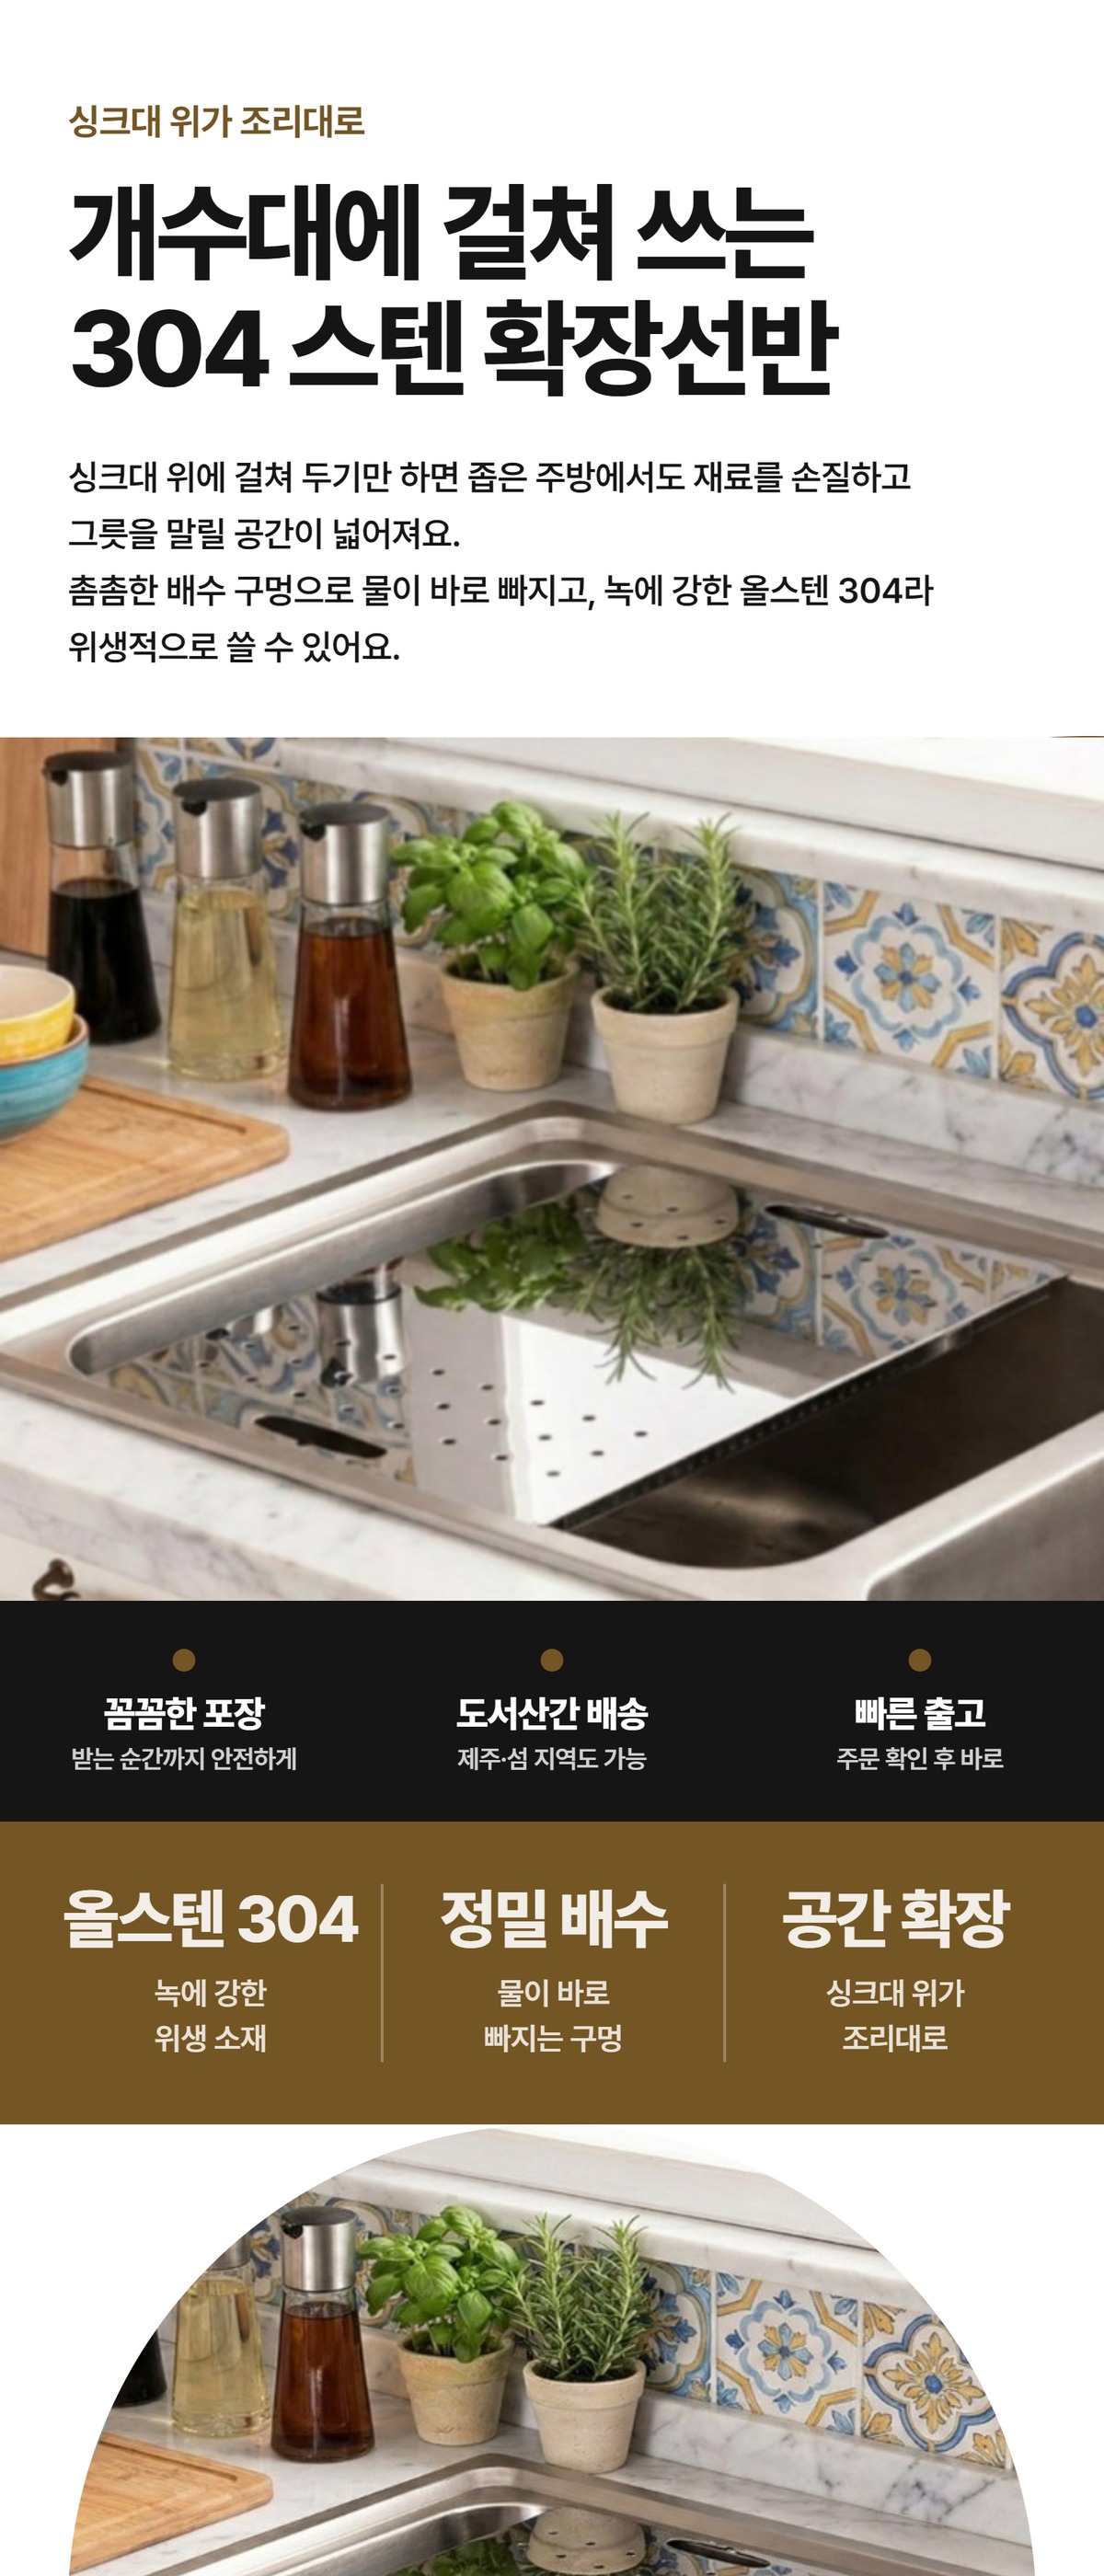 싱크대 위가 조리대로
개수대에 걸쳐 쓰는
304 스텐 확장선반
싱크대 위에 걸쳐 두기만 하면 좁은 주방에서도 재료를 손질하고
그릇을 말릴 공간이 넓어져요.
촘촘한 배수 구멍으로 물이 바로 빠지고, 녹에 강한 올스텐 304라
위생적으로 쓸 수 있어요.
꼼꼼한 포장
받는 순간까지 안전하게
도서산간 배송
제주·섬 지역도 가능
빠른 출고
주문 확인 후 바로
올스텐 304
녹에 강한
위생 소재
정밀 배수
물이 바로
빠지는 구멍
공간 확장
싱크대 위가
조리대로